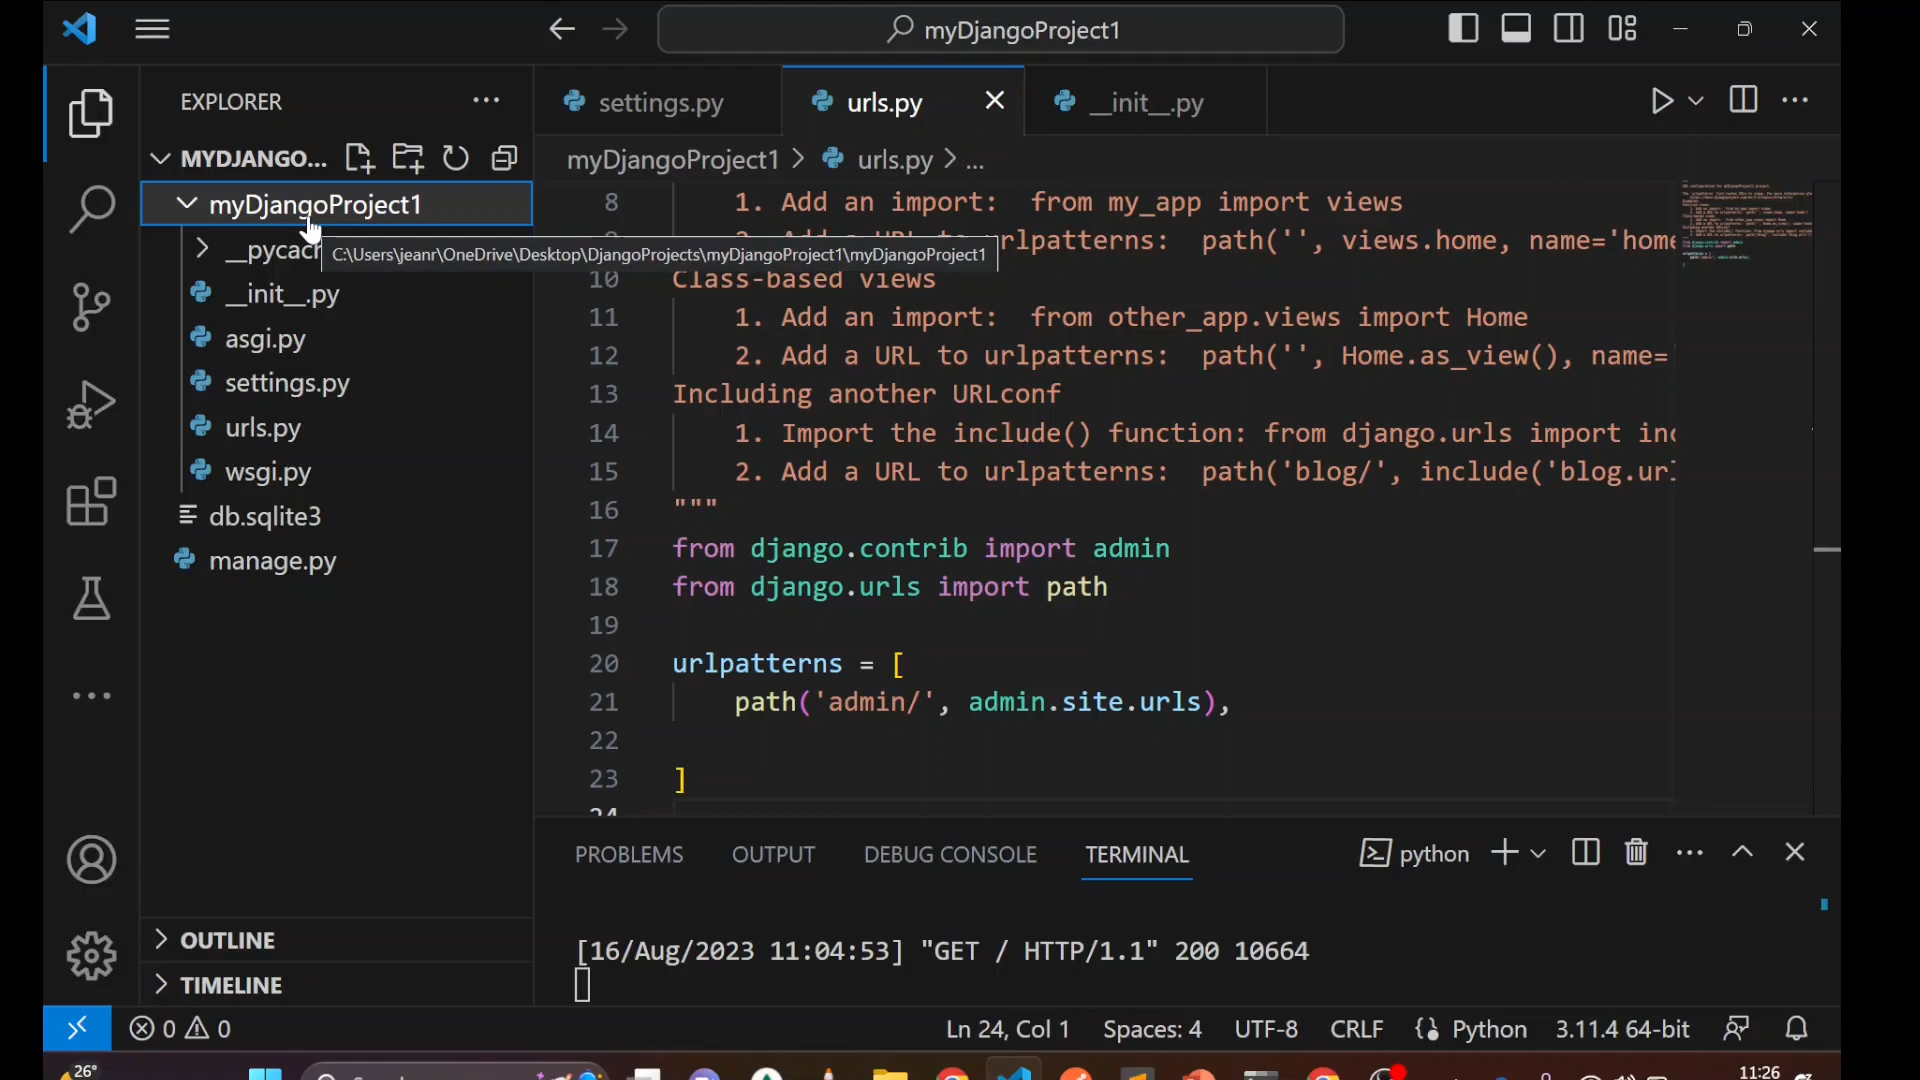 myDjangoProject1
EXPLORER
settings.py
urls.py
__init__.py
MYDJANGO...
myDjangoProject1 > urls.py > ...
myDjangoProject1
C:\Users\jeanr\OneDrive\Desktop\DjangoProjects\myDjangoProject1\myDjangoProject1
__pycach
__init__.py
asgi.py
settings.py
urls.py
wsgi.py
db.sqlite3
manage.py
OUTLINE
TIMELINE
8 1. Add an import: from my_app import views
rlpatterns: path('', views.home, name='home
10 Class-based views
11 1. Add an import: from other_app.views import Home
12 2. Add a URL to urlpatterns: path('', Home.as_view(), name='
13 Including another URLconf
14 1. Import the include() function: from django.urls import inc
15 2. Add a URL to urlpatterns: path('blog/', include('blog.url
16 """
17 from django.contrib import admin
18 from django.urls import path
19
20 urlpatterns = [
21 path('admin/', admin.site.urls),
22
23 ]
24
PROBLEMS OUTPUT DEBUG CONSOLE TERMINAL
python
[16/Aug/2023 11:04:53] "GET / HTTP/1.1" 200 10664
0 0
Ln 24, Col 1 Spaces: 4 UTF-8 CRLF Python 3.11.4 64-bit
26°
11:26